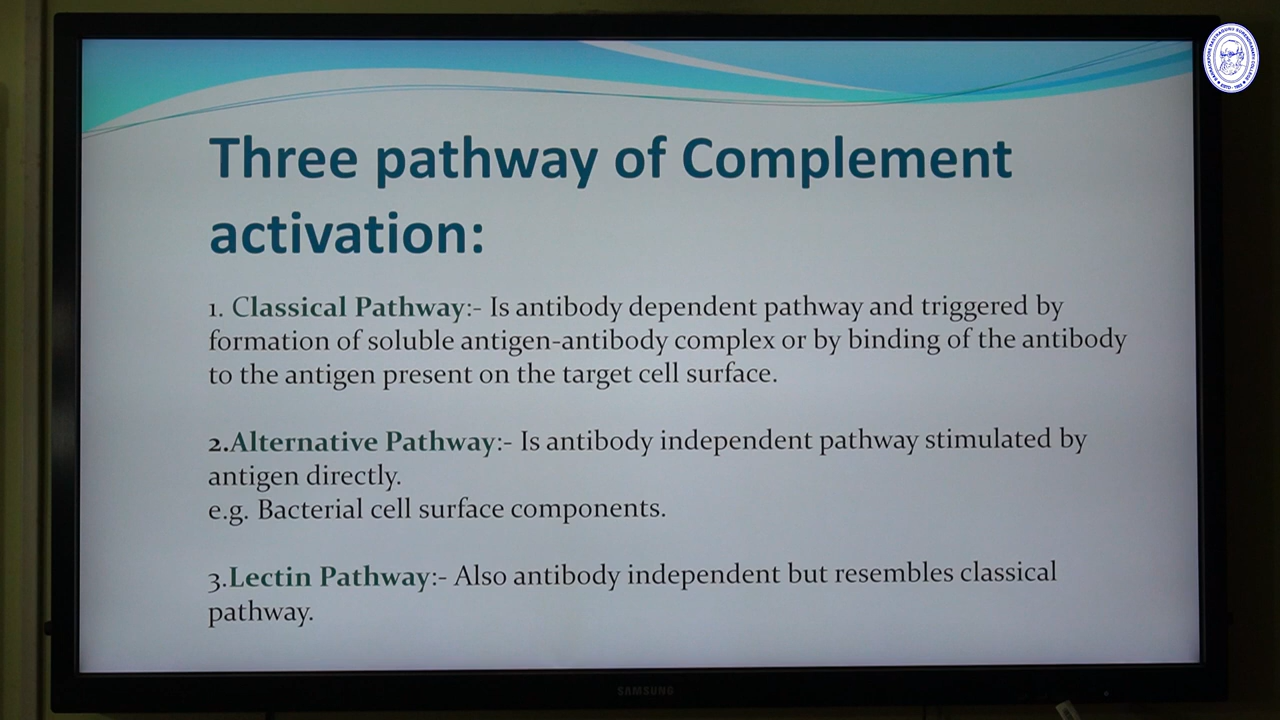 Three pathway of Complement
activation:
1. Classical Pathway:- Is antibody dependent pathway and triggered by
formation of soluble antigen-antibody complex or by binding of the antibody
to the antigen present on the target cell surface.
2.Alternative Pathway:- Is antibody independent pathway stimulated by
antigen directly.
e.g. Bacterial cell surface components.
3.Lectin Pathway:- Also antibody independent but resembles classical
pathway.
SAMSUNG